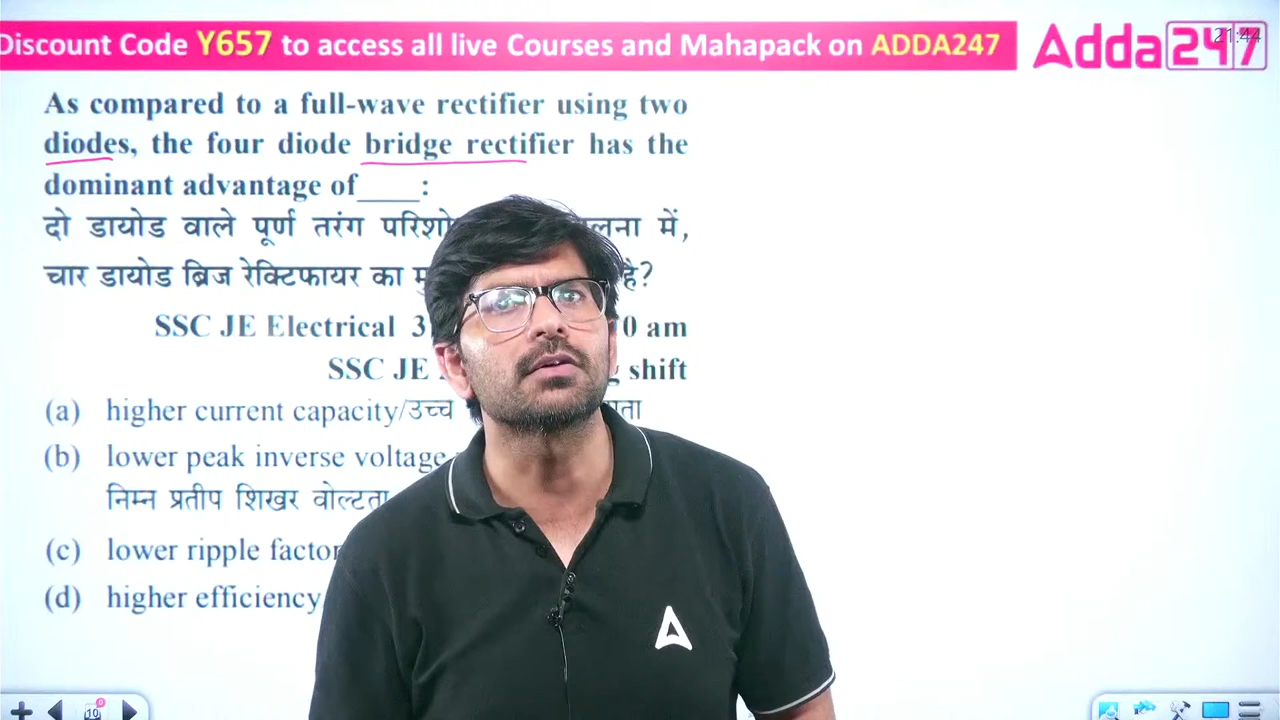 Discount Code Y657 to access all live Courses and Mahapack on ADDA247
Adda247
21:44
As compared to a full-wave rectifier using two
diodes, the four diode bridge rectifier has the
dominant advantage of____:
दो डायोड वाले पूर्ण तरंग में,
चार डायोड ब्रिज रेक्टिफायर का है?
SSC JE Electrical am
SSC JE shift
(a) higher current capacity/उच्च
(b) lower peak inverse voltage
निम्न प्रतीप शिखर वोल्टता
(c) lower ripple factor
(d) higher efficiency